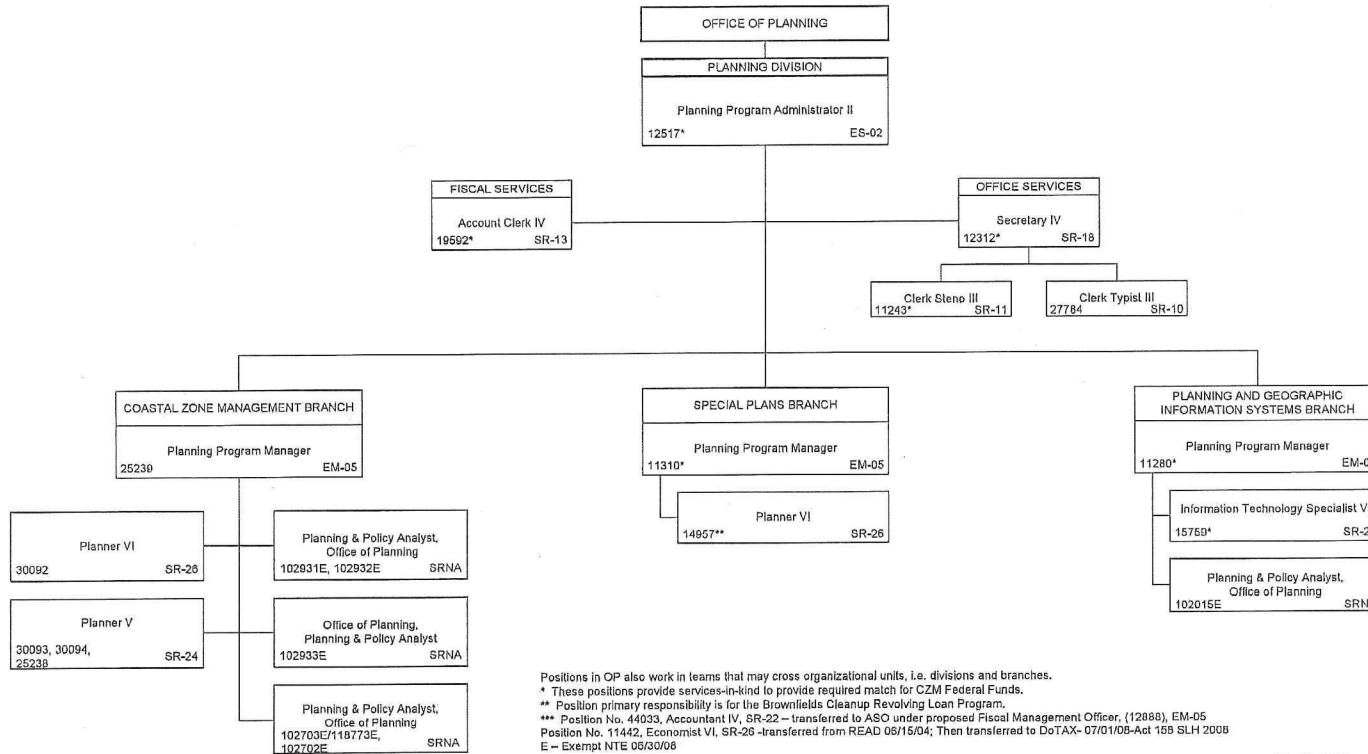 OFFICE OF PLANNING
PLANNING DIVISION
Planning Program Administrator II
12517* ES-02
FISCAL SERVICES
Account Clerk IV
19592* SR-13
OFFICE SERVICES
Secretary IV
12312* SR-18
Clerk Steno III
11243* SR-11
Clerk Typist III
27784 SR-10
COASTAL ZONE MANAGEMENT BRANCH
Planning Program Manager
25239 EM-05
Planner VI
30092 SR-26
Planning & Policy Analyst,
Office of Planning
102931E, 102932E SRNA
Planner V
30093, 30094,
25238 SR-24
Office of Planning,
Planning & Policy Analyst
102933E SRNA
Planning & Policy Analyst,
Office of Planning
102703E/118773E,
102702E SRNA
SPECIAL PLANS BRANCH
Planning Program Manager
11310* EM-05
Planner VI
14957** SR-26
PLANNING AND GEOGRAPHIC
INFORMATION SYSTEMS BRANCH
Planning Program Manager
11280*
Information Technology Specialist
15759*
Planning & Policy Analyst,
Office of Planning
102015E
Positions in OP also work in teams that may cross organizational units, i.e. divisions and branches.
* These positions provide services-in-kind to provide required match for CZM Federal Funds.
** Position primary responsibility is for the Brownfields Cleanup Revolving Loan Program.
*** Position No. 44033, Accountant IV, SR-22 – transferred to ASO under proposed Fiscal Management Officer, (12888), EM-05
Position No. 11442, Economist VI, SR-26 -transferred from READ 06/15/04; Then transferred to DoTAX- 07/01/08-Act 158 SLH 2008
E – Exempt NTE 06/30/08